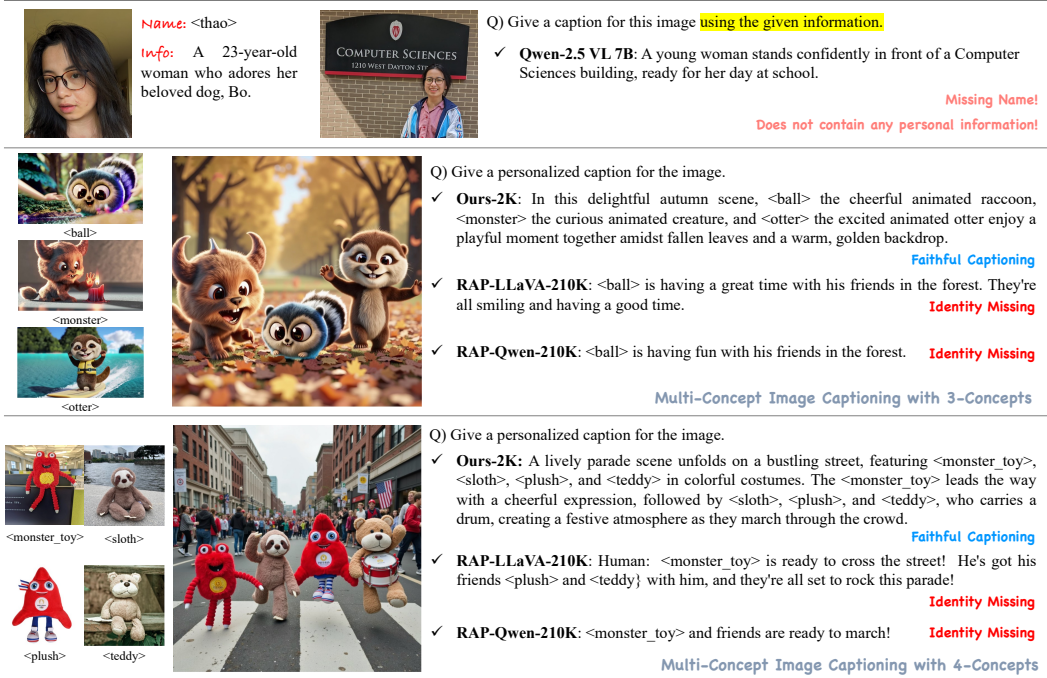 Name: <thao>
Info: A 23-year-old
woman who adores her
beloved dog, Bo.
COMPUTER SCIENCES
1210 WEST DAYTON ST
Q) Give a caption for this image using the given information.
✓ Qwen-2.5 VL 7B: A young woman stands confidently in front of a Computer
Sciences building, ready for her day at school.
Missing Name!
Does not contain any personal information!
<ball>
<monster>
<otter>
Q) Give a personalized caption for the image.
✓ Ours-2K: In this delightful autumn scene, <ball> the cheerful animated raccoon,
<monster> the curious animated creature, and <otter> the excited animated otter enjoy a
playful moment together amidst fallen leaves and a warm, golden backdrop.
Faithful Captioning
✓ RAP-LLaVA-210K: <ball> is having a great time with his friends in the forest. They're
all smiling and having a good time.
Identity Missing
✓ RAP-Qwen-210K: <ball> is having fun with his friends in the forest.
Identity Missing
Multi-Concept Image Captioning with 3-Concepts
<monster_toy>
<sloth>
<plush>
<teddy>
Q) Give a personalized caption for the image.
✓ Ours-2K: A lively parade scene unfolds on a bustling street, featuring <monster_toy>,
<sloth>, <plush>, and <teddy> in colorful costumes. The <monster_toy> leads the way
with a cheerful expression, followed by <sloth>, <plush>, and <teddy>, who carries a
drum, creating a festive atmosphere as they march through the crowd.
Faithful Captioning
✓ RAP-LLaVA-210K: Human: <monster_toy> is ready to cross the street! He's got his
friends <plush> and <teddy} with him, and they're all set to rock this parade!
Identity Missing
✓ RAP-Qwen-210K: <monster_toy> and friends are ready to march!
Identity Missing
Multi-Concept Image Captioning with 4-Concepts